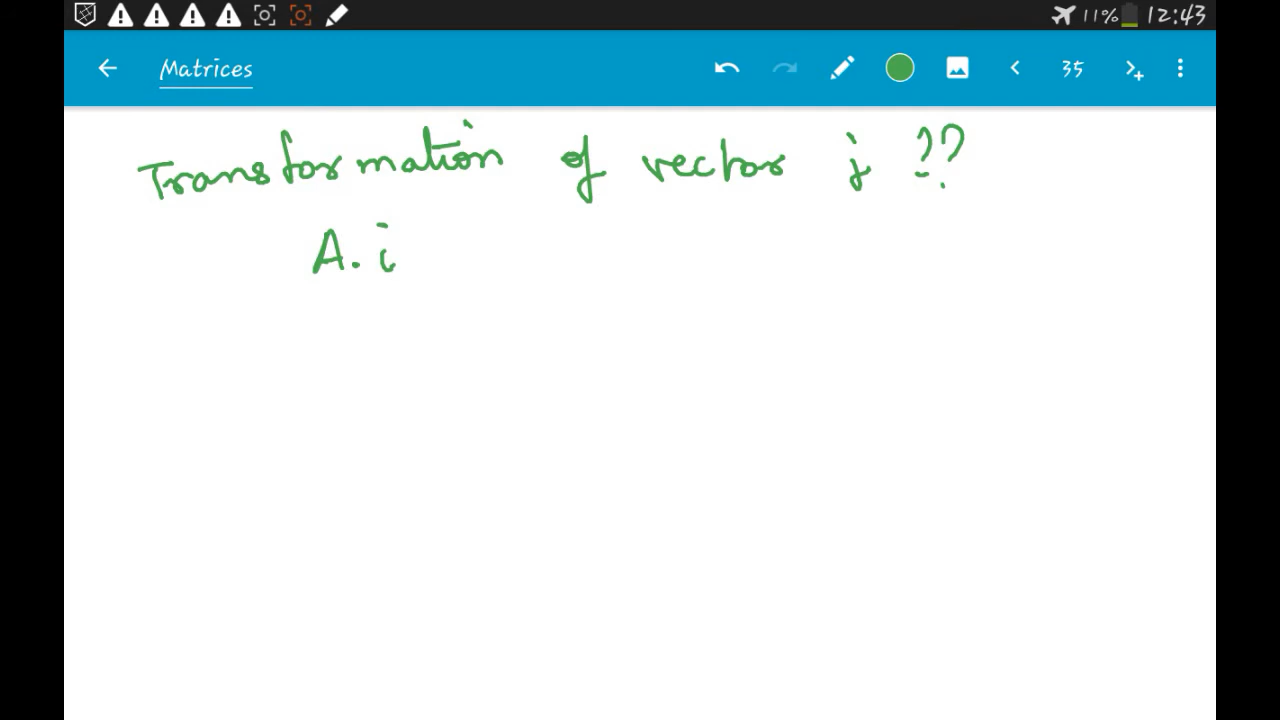 11% 12:43
Matrices 35
Transformation of vector j ??
A. i